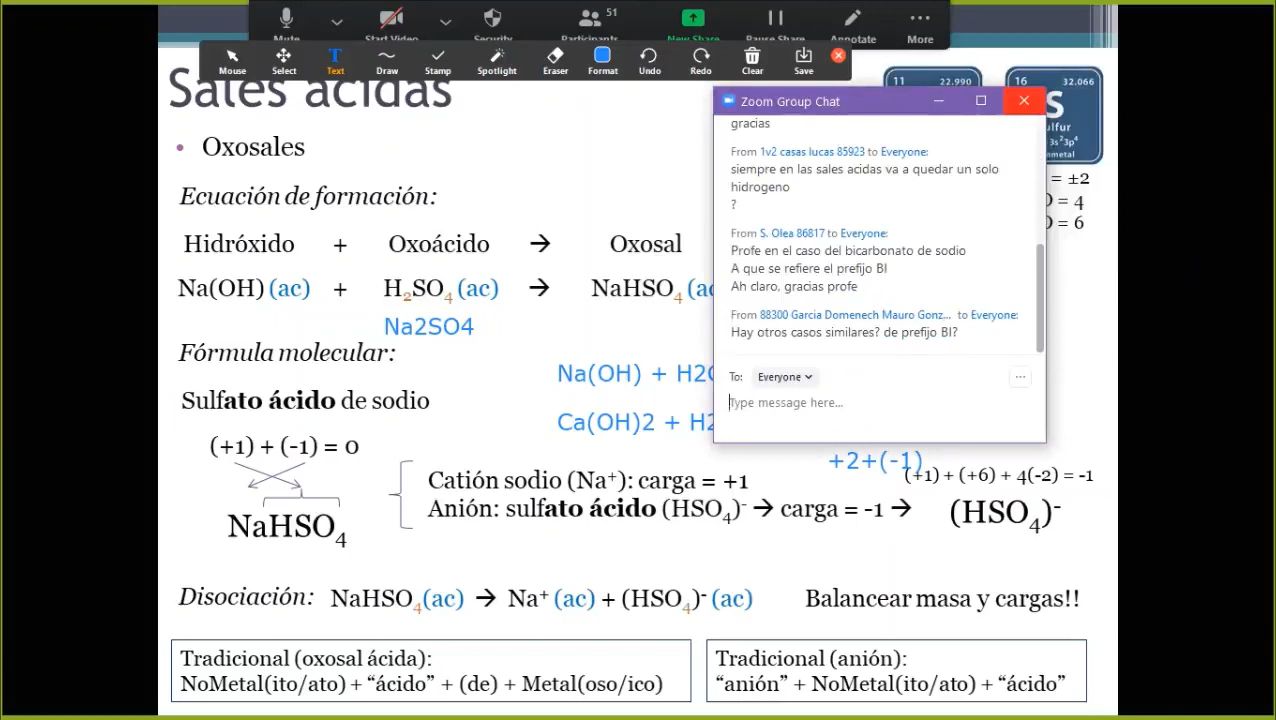 51
Mute
Start Video
Security
Participants
New Share
Pause Share
Annotate
More
Mouse
Select
Text
Draw
Stamp
Spotlight
Eraser
Format
Undo
Redo
Clear
Save
Sales ácidas
11 22.990
16 32.066
S
ulfur
3s²3p⁴
nmetal
= ±2
= 4
= 6
• Oxosales
Ecuación de formación:
Hidróxido + Oxoácido → Oxosal
Na(OH) (ac) + H₂SO₄ (ac) → NaHSO₄ (ac
Na2SO4
Fórmula molecular:
Na(OH) + H2
Sulfato ácido de sodio
Ca(OH)2 + H2
(+1) + (-1) = 0
NaHSO₄
+2+(-1)
(+1) + (+6) + 4(-2) = -1
Catión sodio (Na⁺): carga = +1
Anión: sulfato ácido (HSO₄)⁻ → carga = -1 → (HSO₄)⁻
Disociación: NaHSO₄(ac) → Na⁺ (ac) + (HSO₄)⁻ (ac) Balancear masa y cargas!!
Tradicional (oxosal ácida):
NoMetal(ito/ato) + “ácido” + (de) + Metal(oso/ico)
Tradicional (anión):
“anión” + NoMetal(ito/ato) + “ácido”
Zoom Group Chat
gracias
From 1v2 casas lucas 85923 to Everyone:
siempre en las sales acidas va a quedar un solo
hidrogeno
?
From S. Olea 86817 to Everyone:
Profe en el caso del bicarbonato de sodio
A que se refiere el prefijo BI
Ah claro, gracias profe
From 88300 Garcia Domenech Mauro Gonz... to Everyone:
Hay otros casos similares? de prefijo BI?
To: Everyone
...
Type message here...